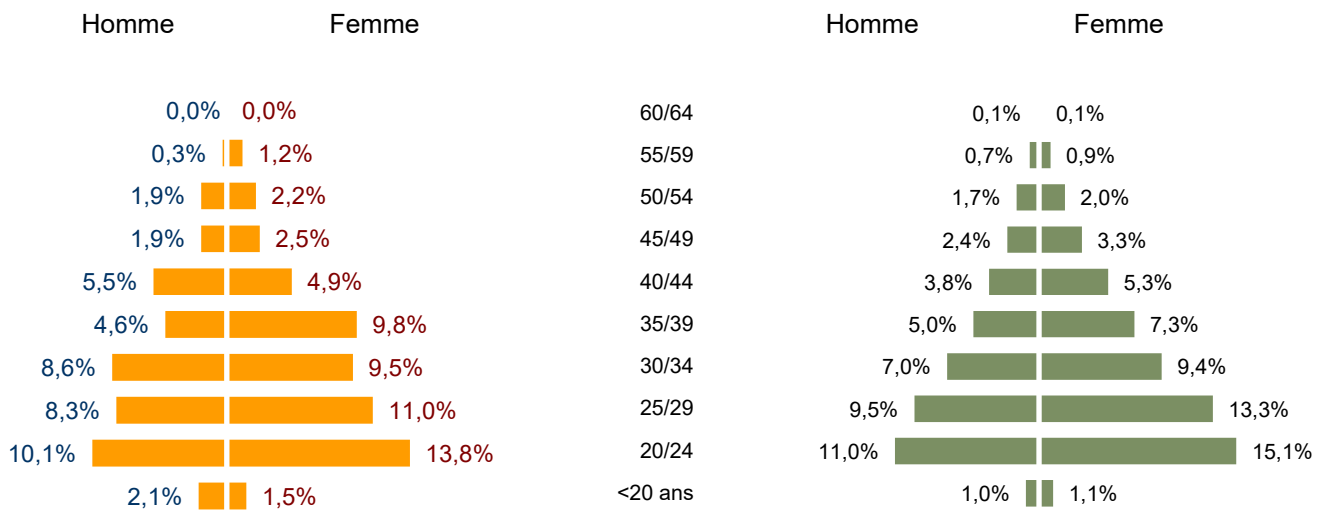 Homme Femme Homme Femme
0,0% 0,0% 60/64 0,1% 0,1%
0,3% 1,2% 55/59 0,7% 0,9%
1,9% 2,2% 50/54 1,7% 2,0%
1,9% 2,5% 45/49 2,4% 3,3%
5,5% 4,9% 40/44 3,8% 5,3%
4,6% 9,8% 35/39 5,0% 7,3%
8,6% 9,5% 30/34 7,0% 9,4%
8,3% 11,0% 25/29 9,5% 13,3%
10,1% 13,8% 20/24 11,0% 15,1%
2,1% 1,5% <20 ans 1,0% 1,1%